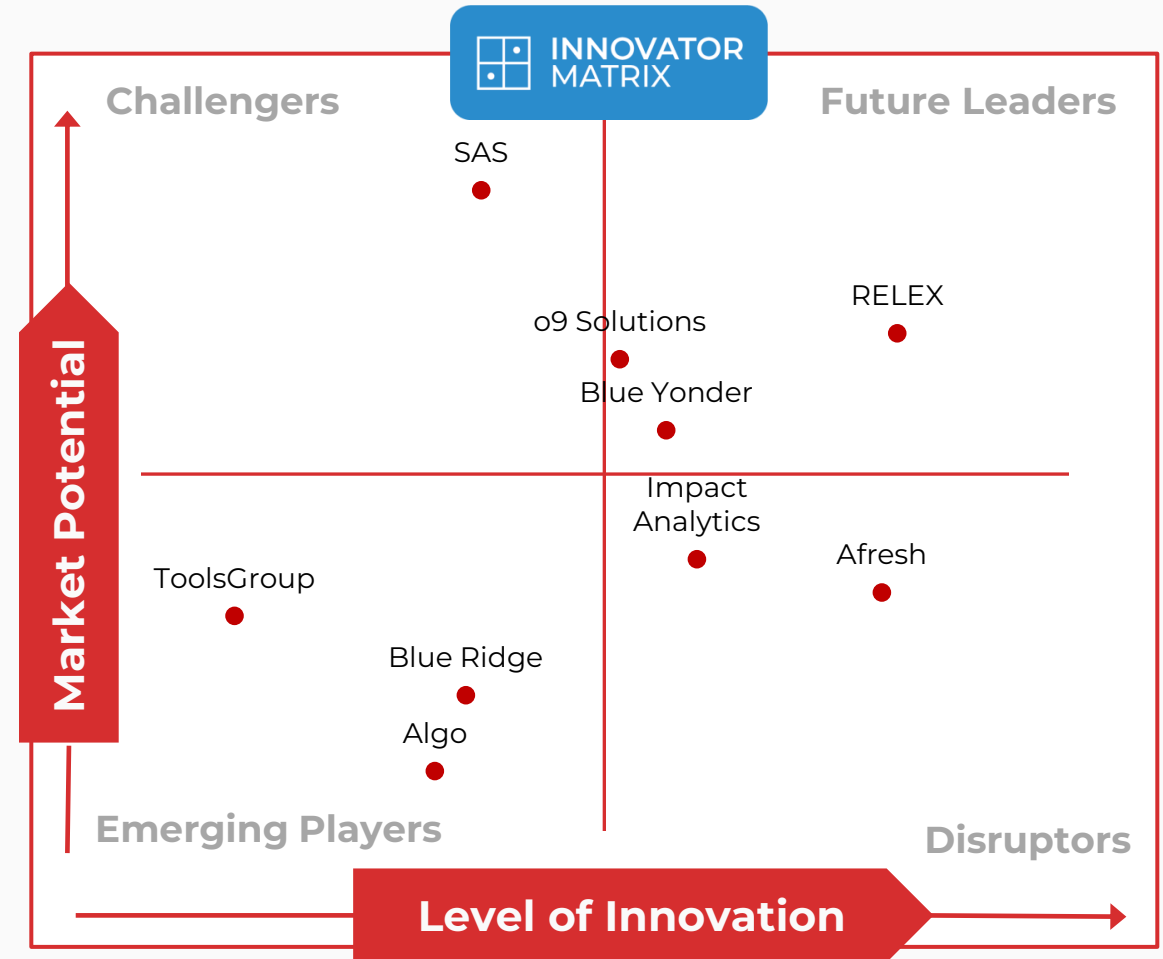 INNOVATOR
MATRIX
Challengers
Future Leaders
SAS
RELEX
o9 Solutions
Blue Yonder
Market Potential
Impact
Analytics
Afresh
ToolsGroup
Blue Ridge
Algo
Emerging Players
Disruptors
Level of Innovation